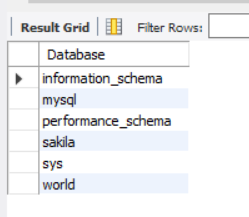 Result Grid Filter Rows:
Database
information_schema
mysql
performance_schema
sakila
sys
world